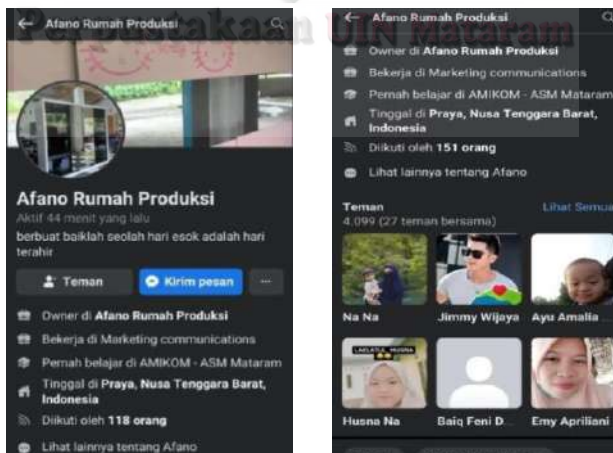 Perpustakaan UIN Mataram
Afano Rumah Produksi
Afano Rumah Produksi
Aktif 44 menit yang lalu
berbuat baiklah seolah hari esok adalah hari
terahir
Teman
Kirim pesan
Owner di Afano Rumah Produksi
Bekerja di Marketing communications
Pernah belajar di AMIKOM - ASM Mataram
Tinggal di Praya, Nusa Tenggara Barat,
Indonesia
Diikuti oleh 118 orang
Lihat lainnya tentang Afano
Afano Rumah Produksi
Owner di Afano Rumah Produksi
Bekerja di Marketing communications
Pernah belajar di AMIKOM - ASM Mataram
Tinggal di Praya, Nusa Tenggara Barat,
Indonesia
Diikuti oleh 151 orang
Lihat lainnya tentang Afano
Teman
Lihat Semua
4.099 (27 teman bersama)
Na Na
Jimmy Wijaya
Ayu Amalia
LAELATUL HUSNA
Husna Na
Baiq Feni D...
Emy Apriliani